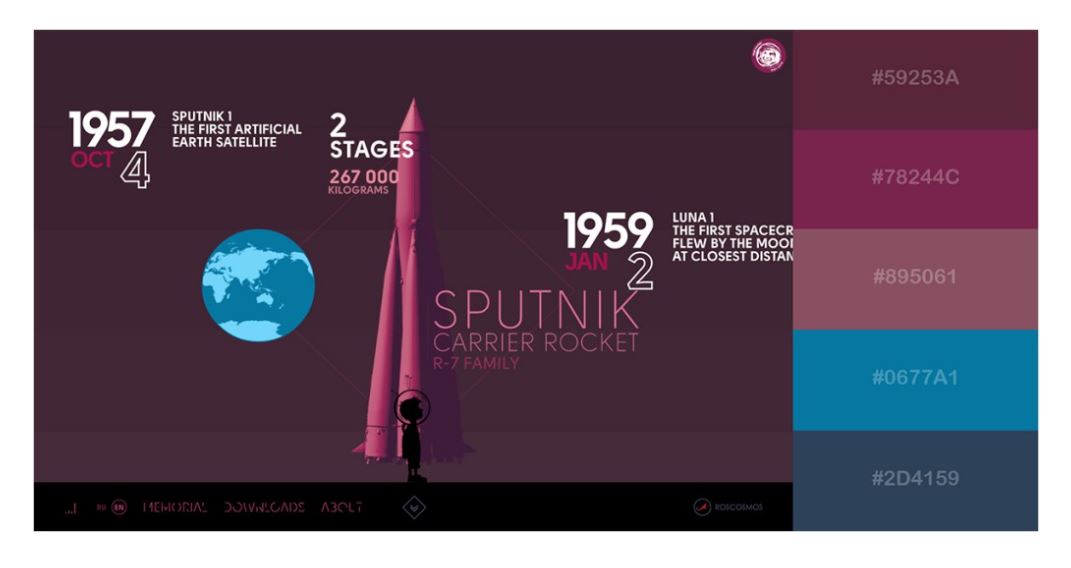 1957
OCT 4
SPUTNIK 1
THE FIRST ARTIFICIAL
EARTH SATELLITE
2
STAGES
267 000
KILOGRAMS
1959
JAN 2
LUNA 1
THE FIRST SPACECR
FLEW BY THE MOO
AT CLOSEST DISTAN
SPUTNIK
CARRIER ROCKET
R-7 FAMILY
RU EN MEMORIAL DOWNLOADS ABOUT
ROSCOSMOS
#59253A
#78244C
#895061
#0677A1
#2D4159